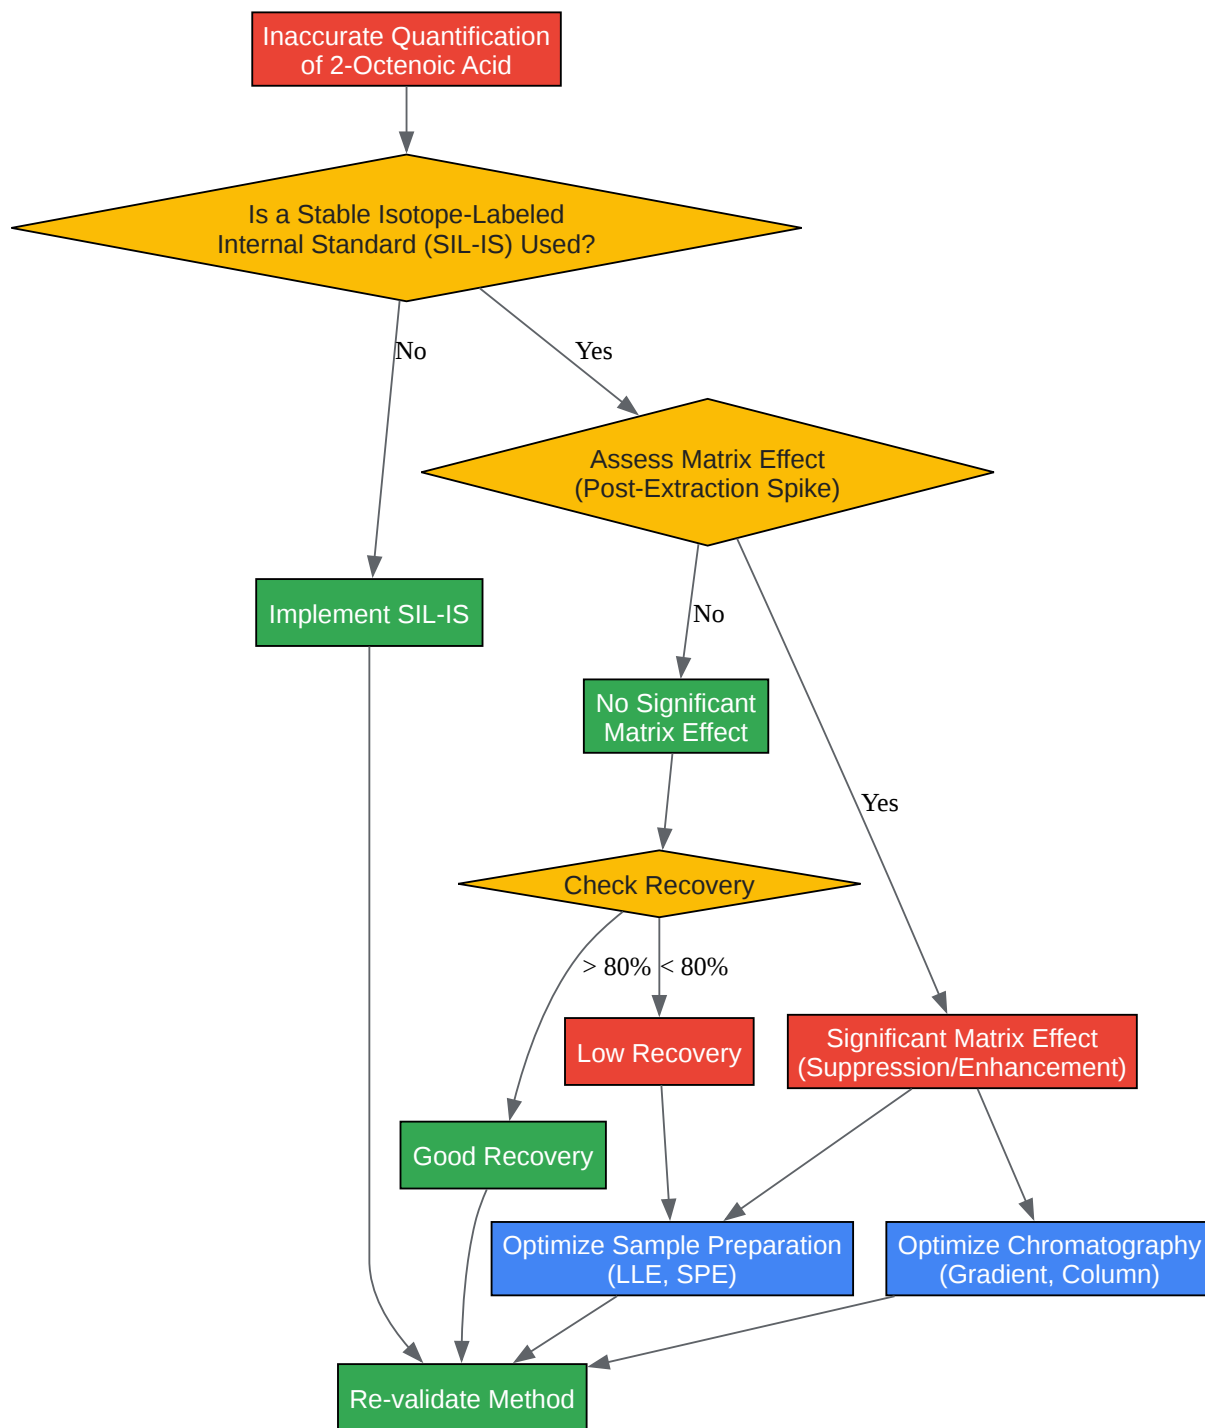 Inaccurate Quantification
of 2-Octenoic Acid
Is a Stable Isotope-Labeled
Internal Standard (SIL-IS) Used?
No
Yes
Assess Matrix Effect
(Post-Extraction Spike)
Implement SIL-IS
No
No Significant
Matrix Effect
Yes
Check Recovery
> 80%
< 80%
Low Recovery
Significant Matrix Effect
(Suppression/Enhancement)
Good Recovery
Optimize Sample Preparation
(LLE, SPE)
Optimize Chromatography
(Gradient, Column)
Re-validate Method